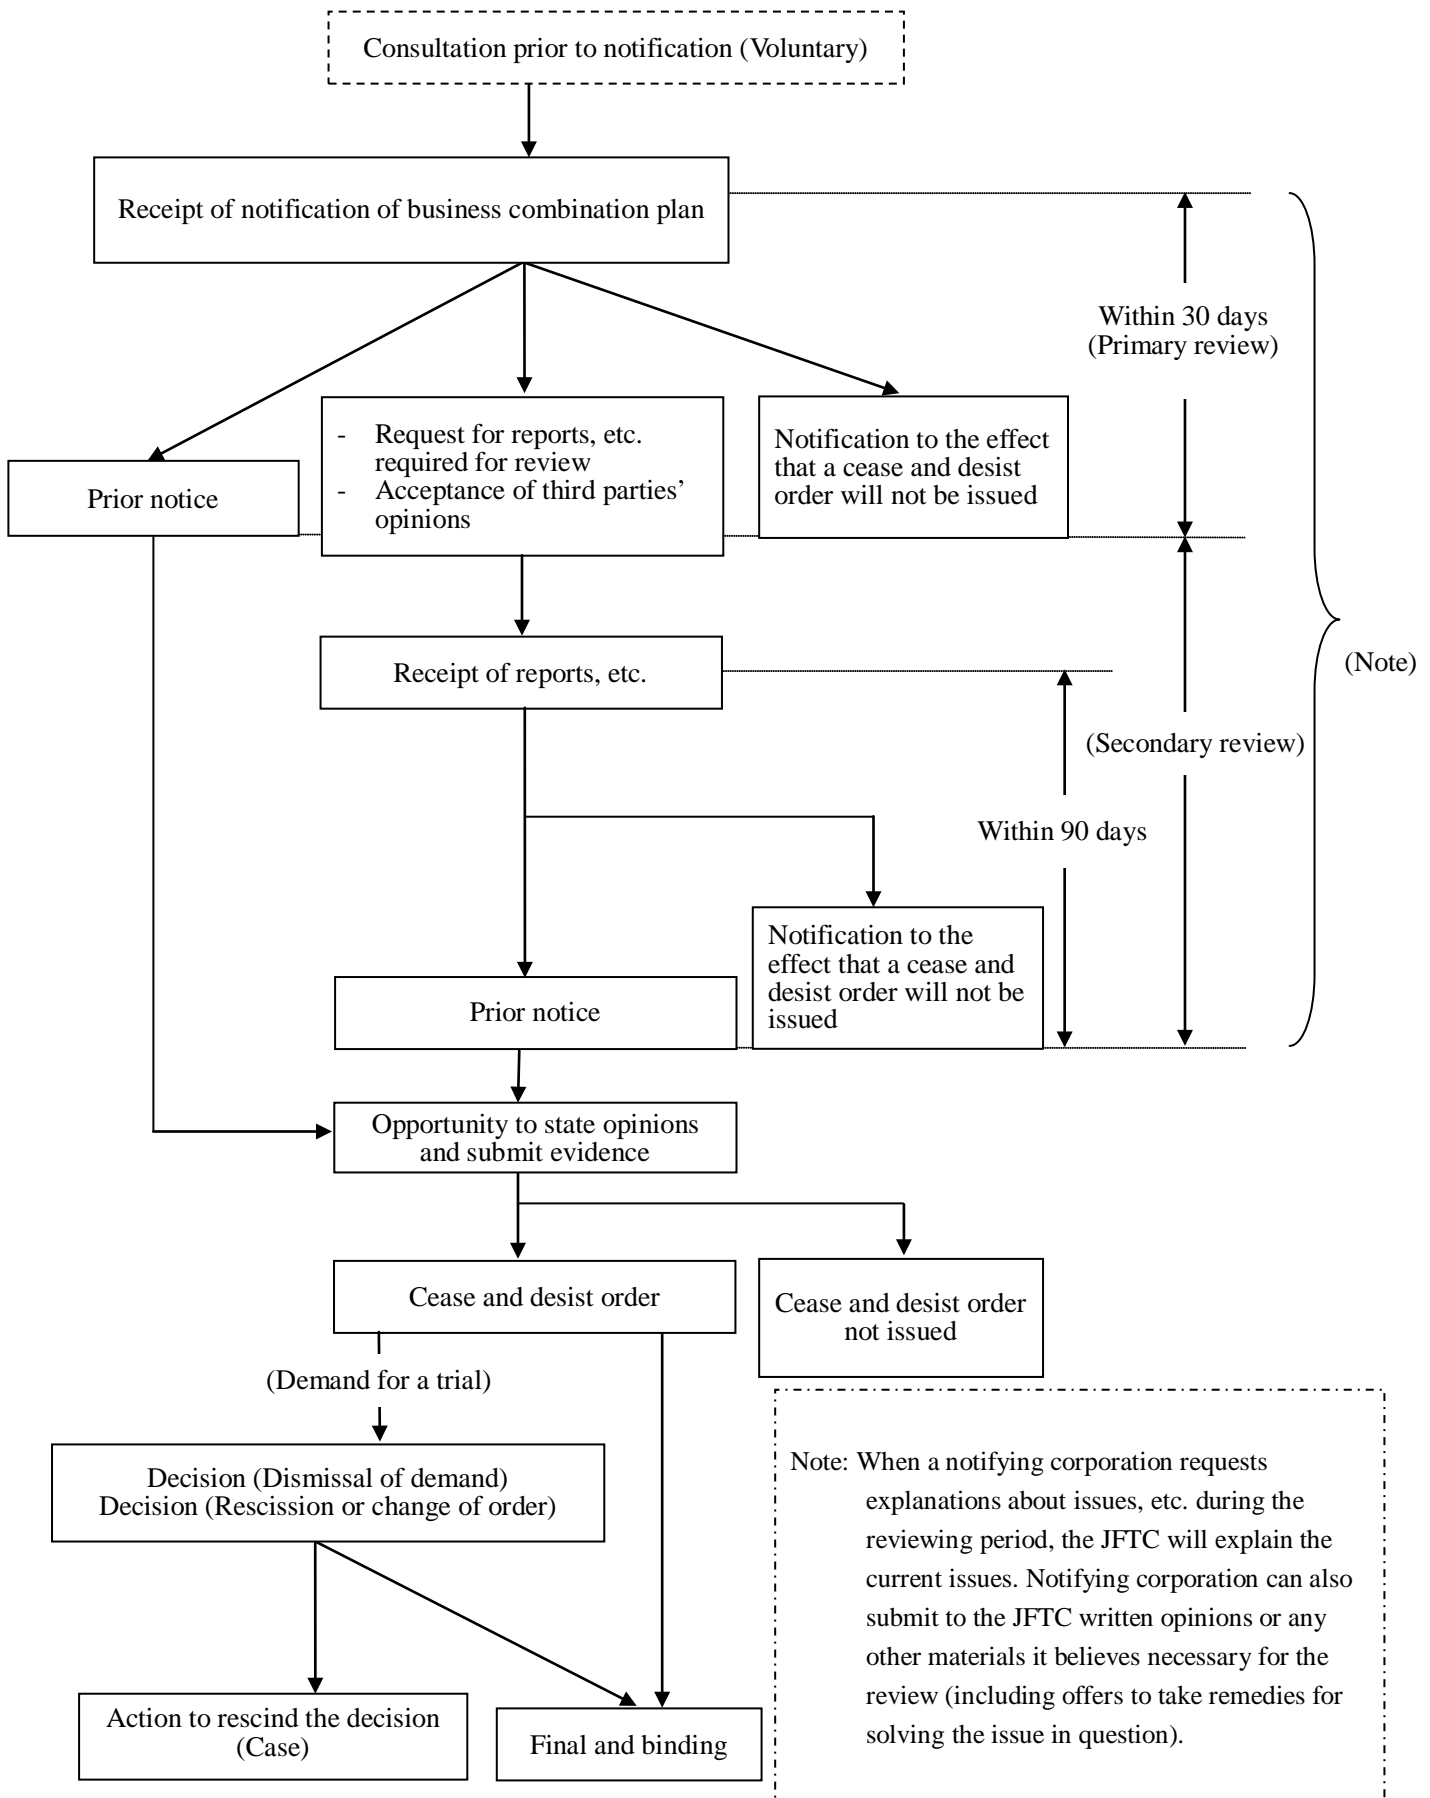 Consultation prior to notification (Voluntary)
Receipt of notification of business combination plan
Within 30 days
(Primary review)
Prior notice
- Request for reports, etc.
required for review
- Acceptance of third parties’
opinions
Notification to the effect
that a cease and desist
order will not be issued
Receipt of reports, etc.
(Note)
(Secondary review)
Within 90 days
Notification to the
effect that a cease and
desist order will not be
issued
Prior notice
Opportunity to state opinions
and submit evidence
Cease and desist order
Cease and desist order
not issued
(Demand for a trial)
Decision (Dismissal of demand)
Decision (Rescission or change of order)
Action to rescind the decision
(Case)
Final and binding
Note: When a notifying corporation requests
explanations about issues, etc. during the
reviewing period, the JFTC will explain the
current issues. Notifying corporation can also
submit to the JFTC written opinions or any
other materials it believes necessary for the
review (including offers to take remedies for
solving the issue in question).